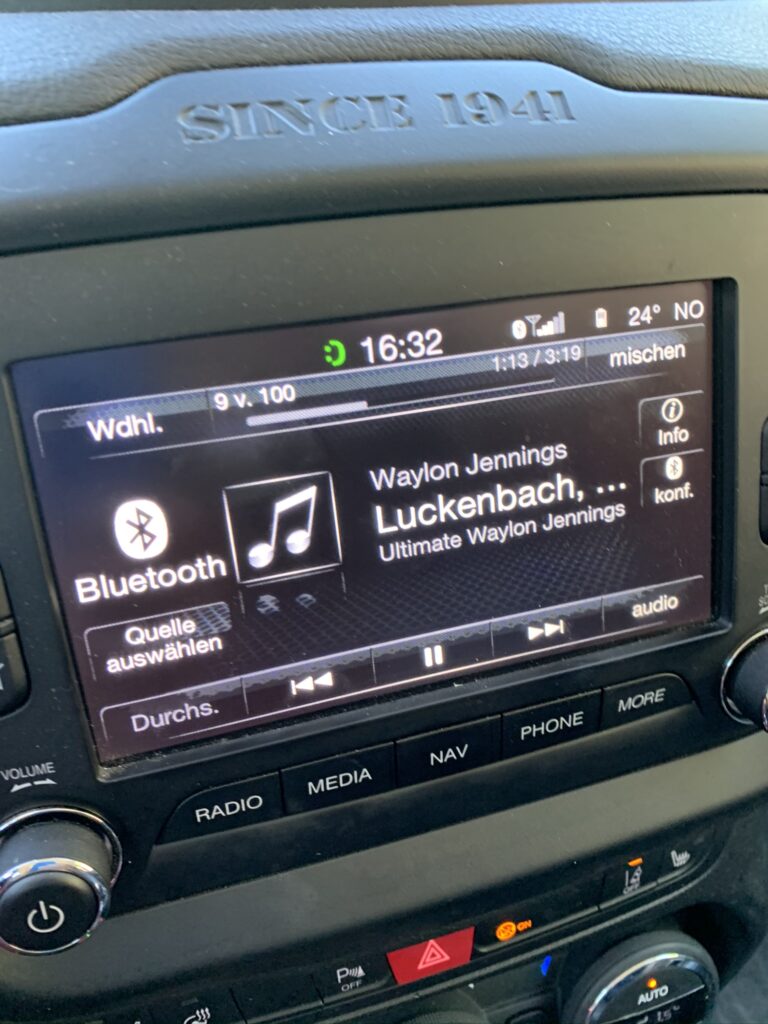 SINCE 1941
16:32
24° NO
Wdhl.
9 v. 100
1:13 / 3:19
mischen
Info
konf.
Waylon Jennings
Luckenbach, ...
Ultimate Waylon Jennings
Bluetooth
Quelle
auswählen
Durchs.
audio
VOLUME
RADIO
MEDIA
NAV
PHONE
MORE
OFF
P
OFF
ON
AUTO